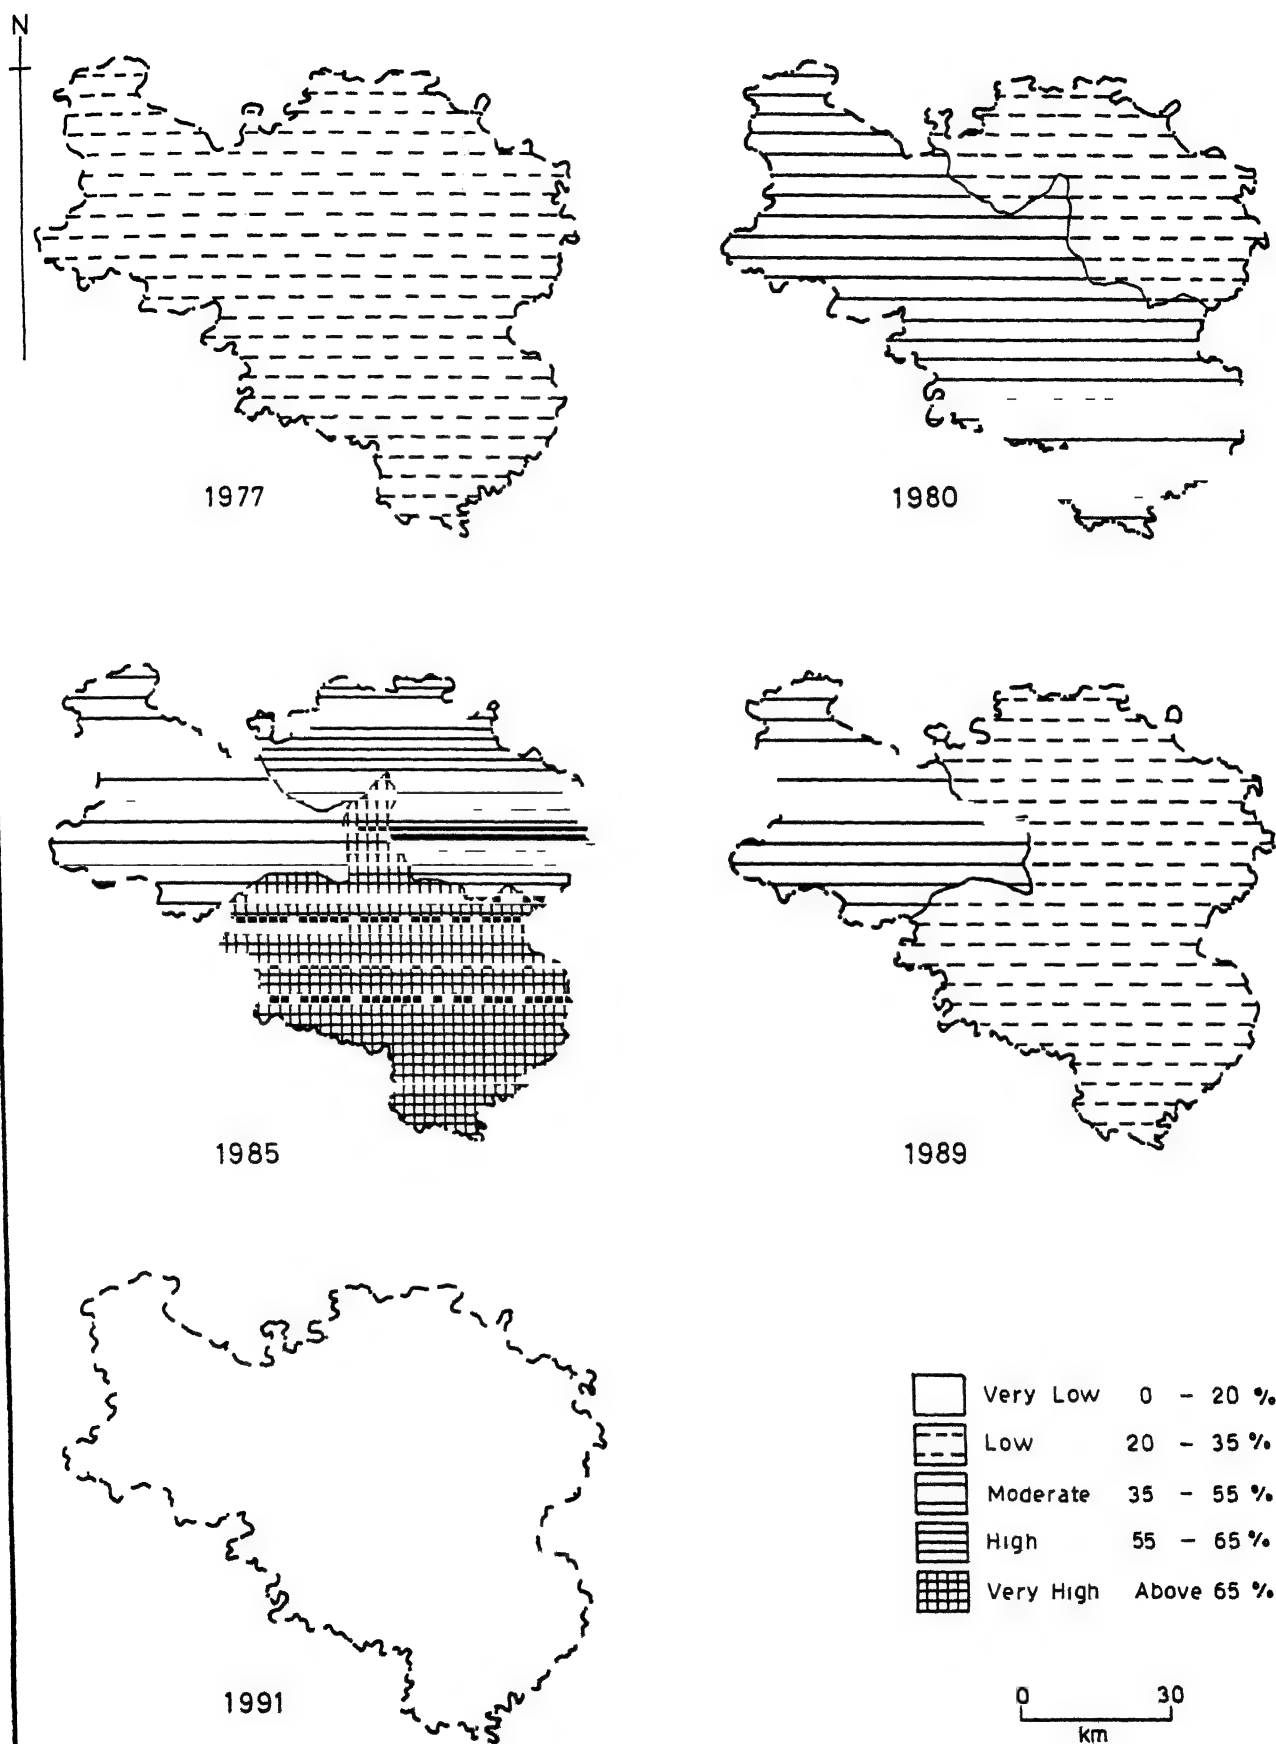 N
1977
1980
1985
1989
1991
Very Low 0 - 20 %
Low 20 - 35 %
Moderate 35 - 55 %
High 55 - 65 %
Very High Above 65 %
0 30
km